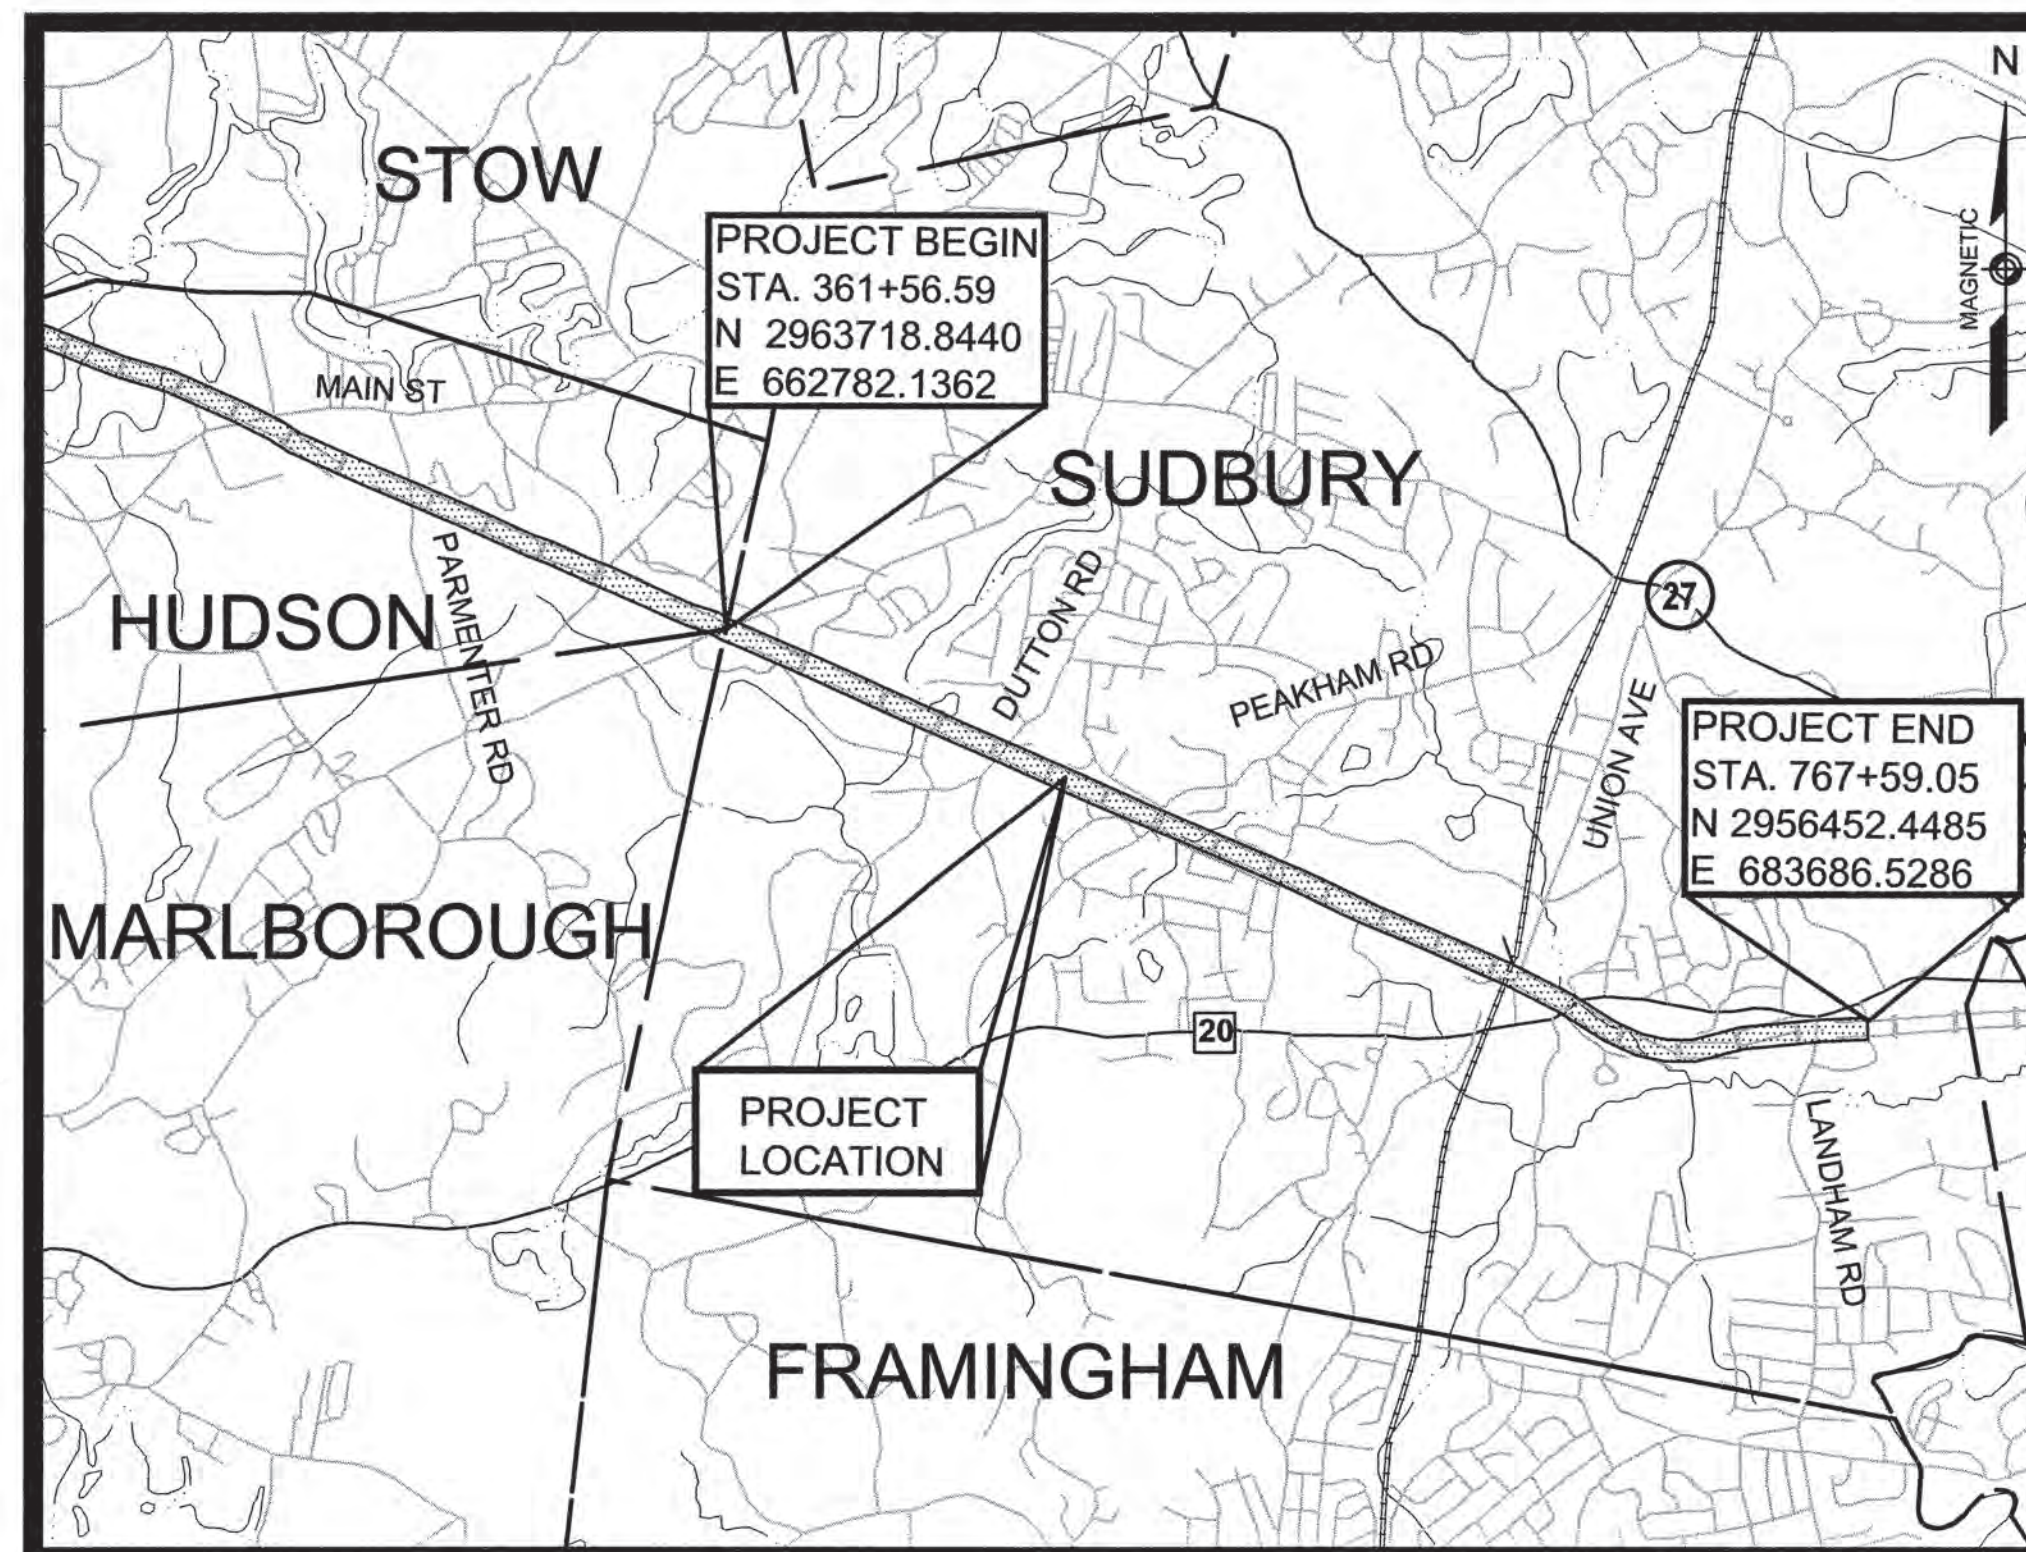 N
MAGNETIC
STOW
PROJECT BEGIN
STA. 361+56.59
N 2963718.8440
E 662782.1362
MAIN ST
SUDBURY
PARMENTER RD
HUDSON
DUTTON RD
27
PEAKHAM RD
UNION AVE
PROJECT END
STA. 767+59.05
N 2956452.4485
E 683686.5286
MARLBOROUGH
20
PROJECT
LOCATION
LANDHAM RD
FRAMINGHAM